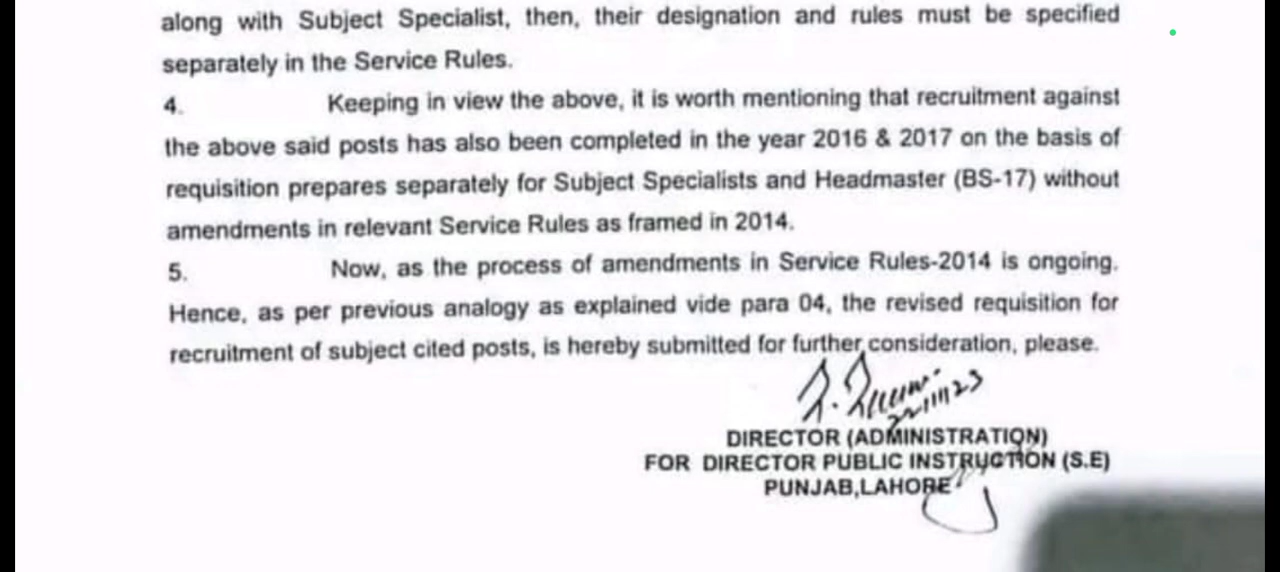 along with Subject Specialist, then, their designation and rules must be specified
separately in the Service Rules.
4. Keeping in view the above, it is worth mentioning that recruitment against
the above said posts has also been completed in the year 2016 & 2017 on the basis of
requisition prepares separately for Subject Specialists and Headmaster (BS-17) without
amendments in relevant Service Rules as framed in 2014.
5. Now, as the process of amendments in Service Rules-2014 is ongoing.
Hence, as per previous analogy as explained vide para 04, the revised requisition for
recruitment of subject cited posts, is hereby submitted for further consideration, please.
DIRECTOR (ADMINISTRATION)
FOR DIRECTOR PUBLIC INSTRUCTION (S.E)
PUNJAB,LAHORE